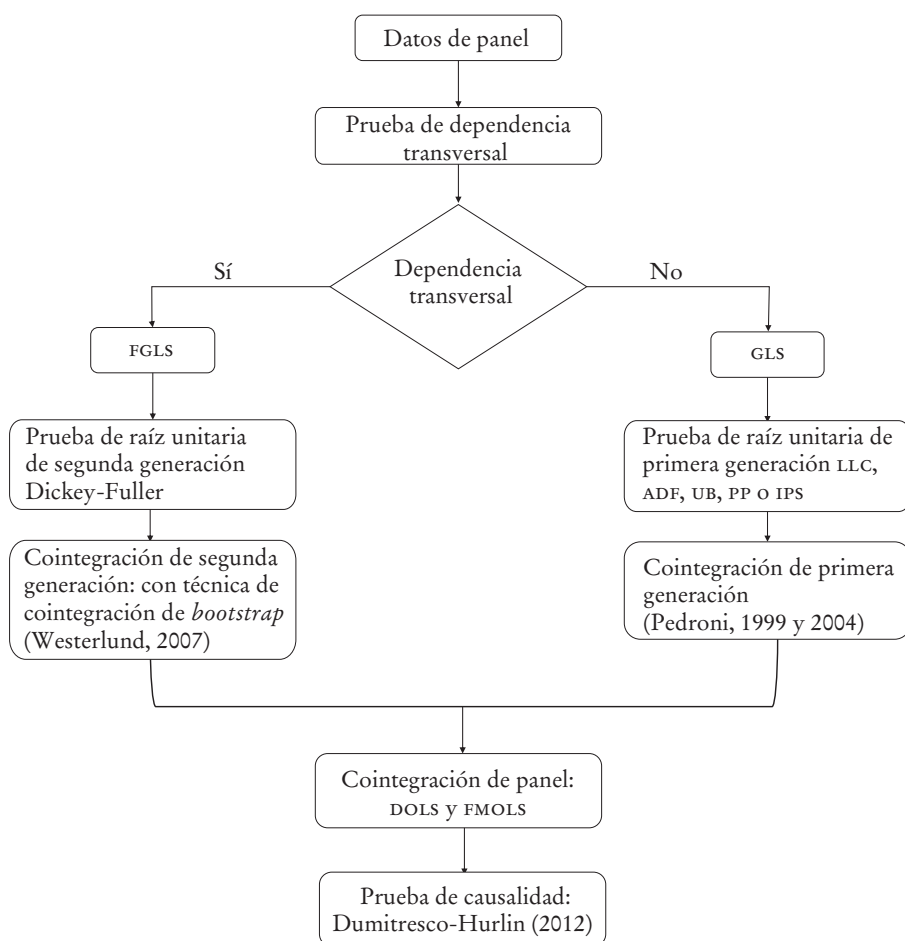 Datos de panel
Prueba de dependencia
transversal
Dependencia
transversal
Sí
No
FGLS
GLS
Prueba de raíz unitaria
de segunda generación
Dickey-Fuller
Prueba de raíz unitaria de
primera generación LLC,
ADF, UB, PP O IPS
Cointegración de segunda
generación: con técnica de
cointegración de bootstrap
(Westerlund, 2007)
Cointegración de primera
generación
(Pedroni, 1999 y 2004)
Cointegración de panel:
DOLS y FMOLS
Prueba de causalidad:
Dumitresco-Hurlin (2012)